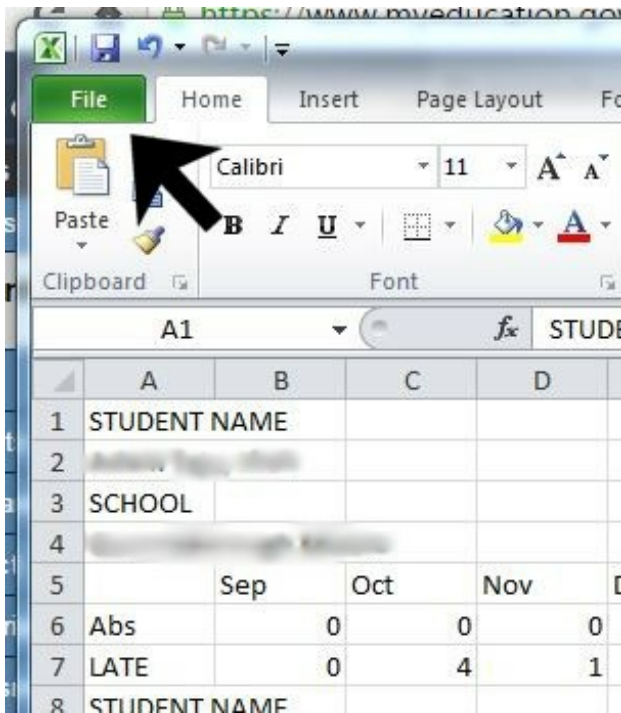 https://www.myeducation.gov
File Home Insert Page Layout Fo
Calibri 11 A A
Paste B I U A
Clipboard Font
A1 fx STUDE
A B C D
1 STUDENT NAME
2
3 SCHOOL
4
5 Sep Oct Nov D
6 Abs 0 0 0
7 LATE 0 4 1
8 STUDENT NAME